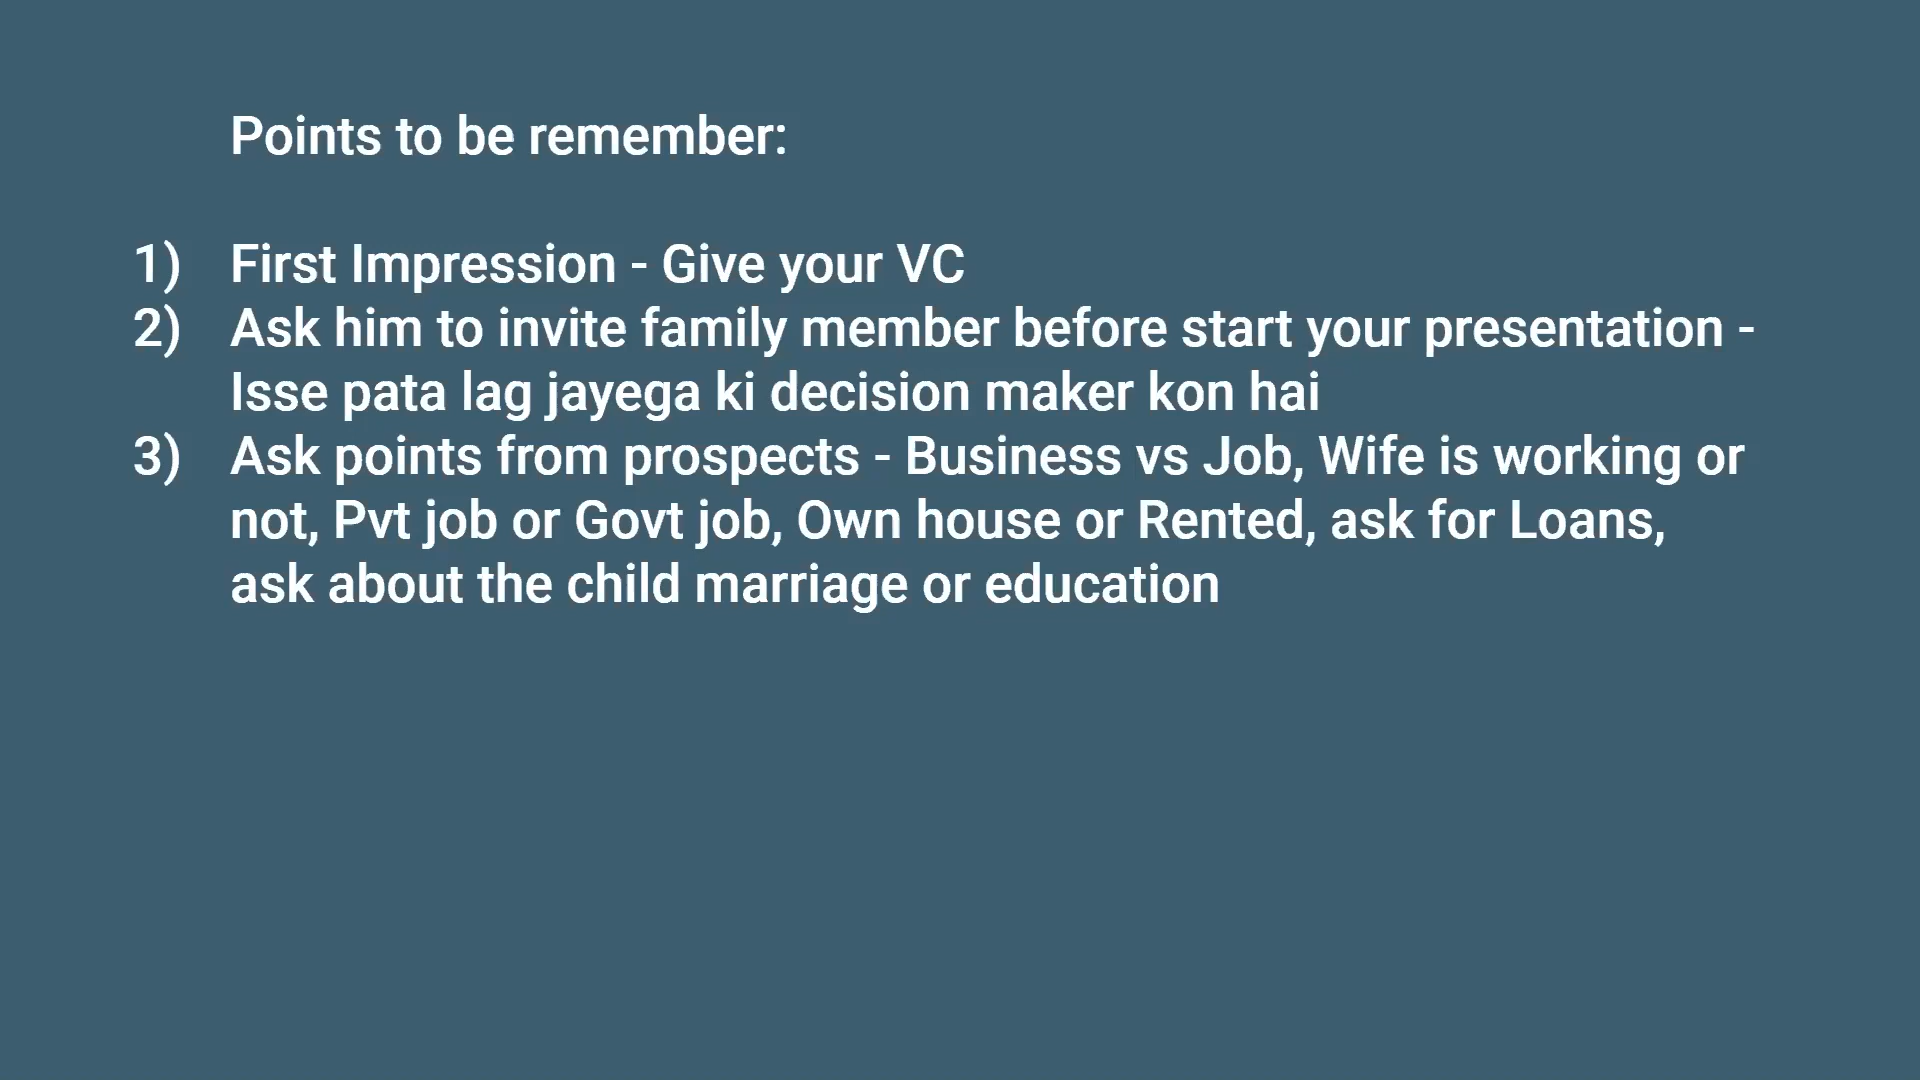 Points to be remember:
1) First Impression - Give your VC
2) Ask him to invite family member before start your presentation -
Isse pata lag jayega ki decision maker kon hai
3) Ask points from prospects - Business vs Job, Wife is working or
not, Pvt job or Govt job, Own house or Rented, ask for Loans,
ask about the child marriage or education